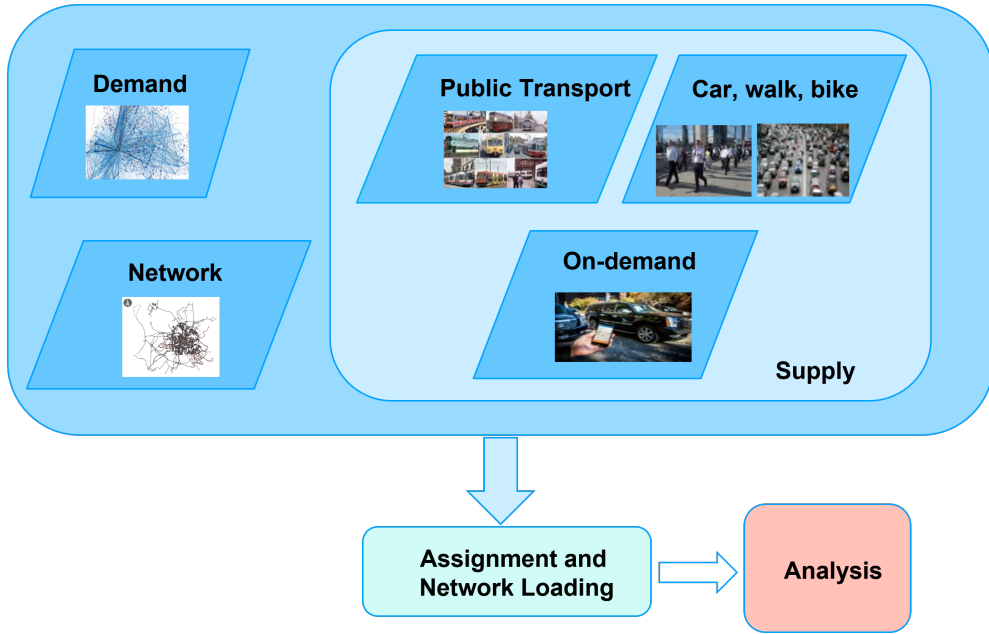 Demand
Public Transport
Car, walk, bike
Network
On-demand
Supply
Assignment and
Network Loading
Analysis